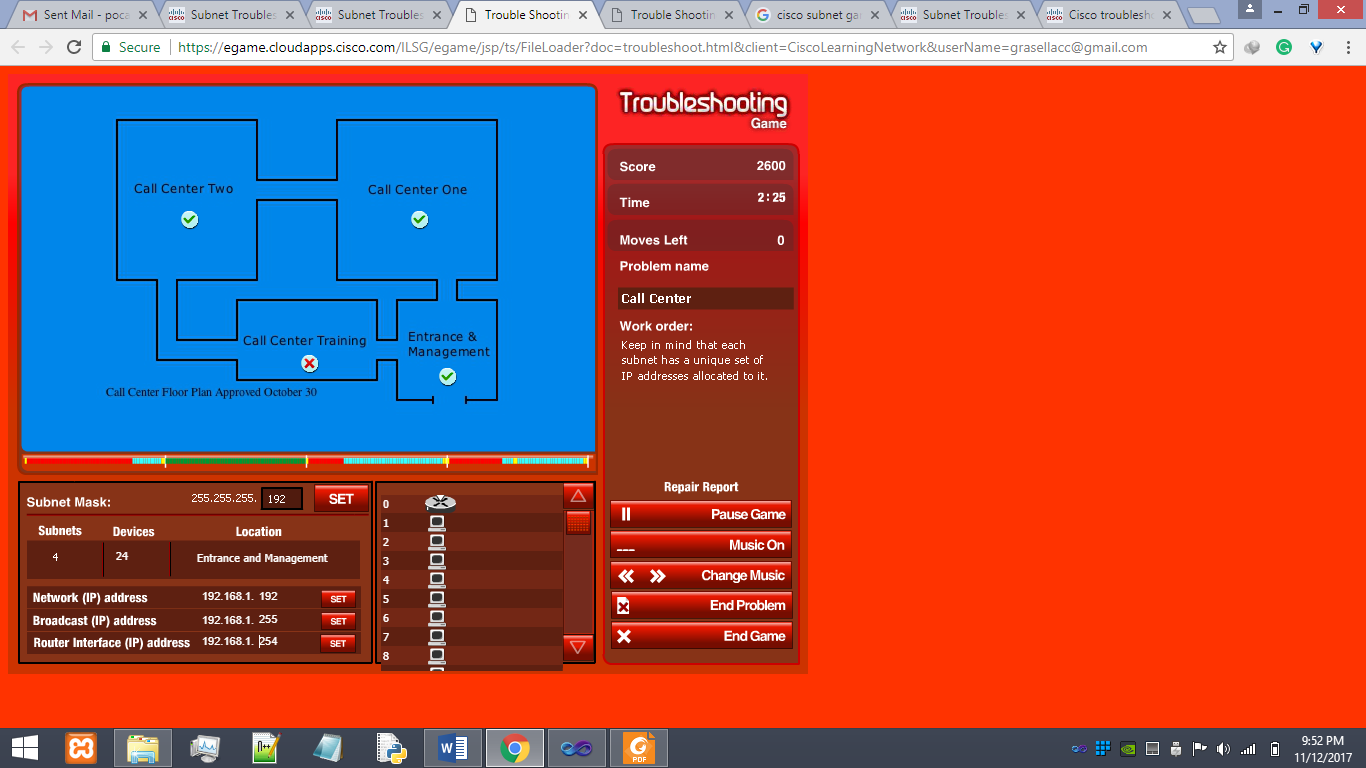 Sent Mail - poca
Subnet Troubles
Subnet Troubles
Trouble Shootin
Trouble Shootin
cisco subnet ga
Subnet Troubles
Cisco troublesho
Secure
https://egame.cloudapps.cisco.com/ILSG/egame/jsp/ts/FileLoader?doc=troubleshoot.html&client=CiscoLearningNetwork&userName=grasellacc@gmail.com
Call Center Two
Call Center One
Call Center Training
Entrance &
Management
Call Center Floor Plan Approved October 30
Troubleshooting
Game
Score 2600
Time 2:25
Moves Left 0
Problem name
Call Center
Work order:
Keep in mind that each
subnet has a unique set of
IP addresses allocated to it.
Repair Report
Pause Game
Music On
Change Music
End Problem
End Game
Subnet Mask: 255.255.255. 192 SET
Subnets Devices Location
4 24 Entrance and Management
Network (IP) address 192.168.1. 192 SET
Broadcast (IP) address 192.168.1. 255 SET
Router Interface (IP) address 192.168.1. 254 SET
0
1
2
3
4
5
6
7
8
9:52 PM
11/12/2017